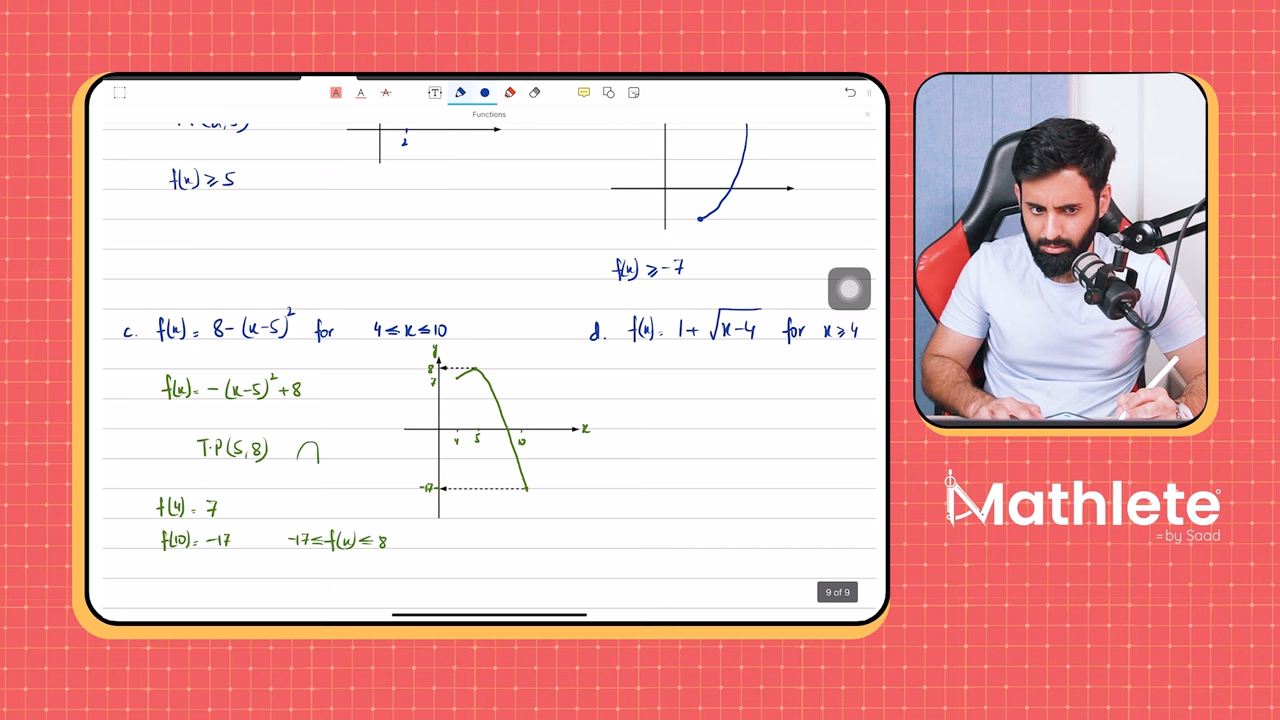 Functions
2
f(x) ⩾ 5
f(x) ⩾ -7
c. f(x) = 8 - (x-5)² for 4 ≤ x ≤ 10
d. f(x) = 1 + √x-4 for x ⩾ 4
y
8
7
f(x) = - (x-5)² + 8
4 5 10 x
T.P (5,8)
-17
f(4) = 7
f(10) = -17 -17 ≤ f(x) ≤ 8
9 of 9
Mathlete
= by Saad